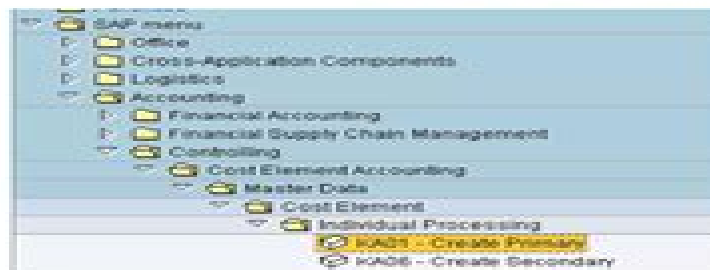 SAP menu
Office
Cross-Application Components
Logistics
Accounting
Financial Accounting
Financial Supply Chain Management
Controlling
Cost Element Accounting
Master Data
Cost Element
Individual Processing
KA01 - Create Primary
KA06 - Create Secondary